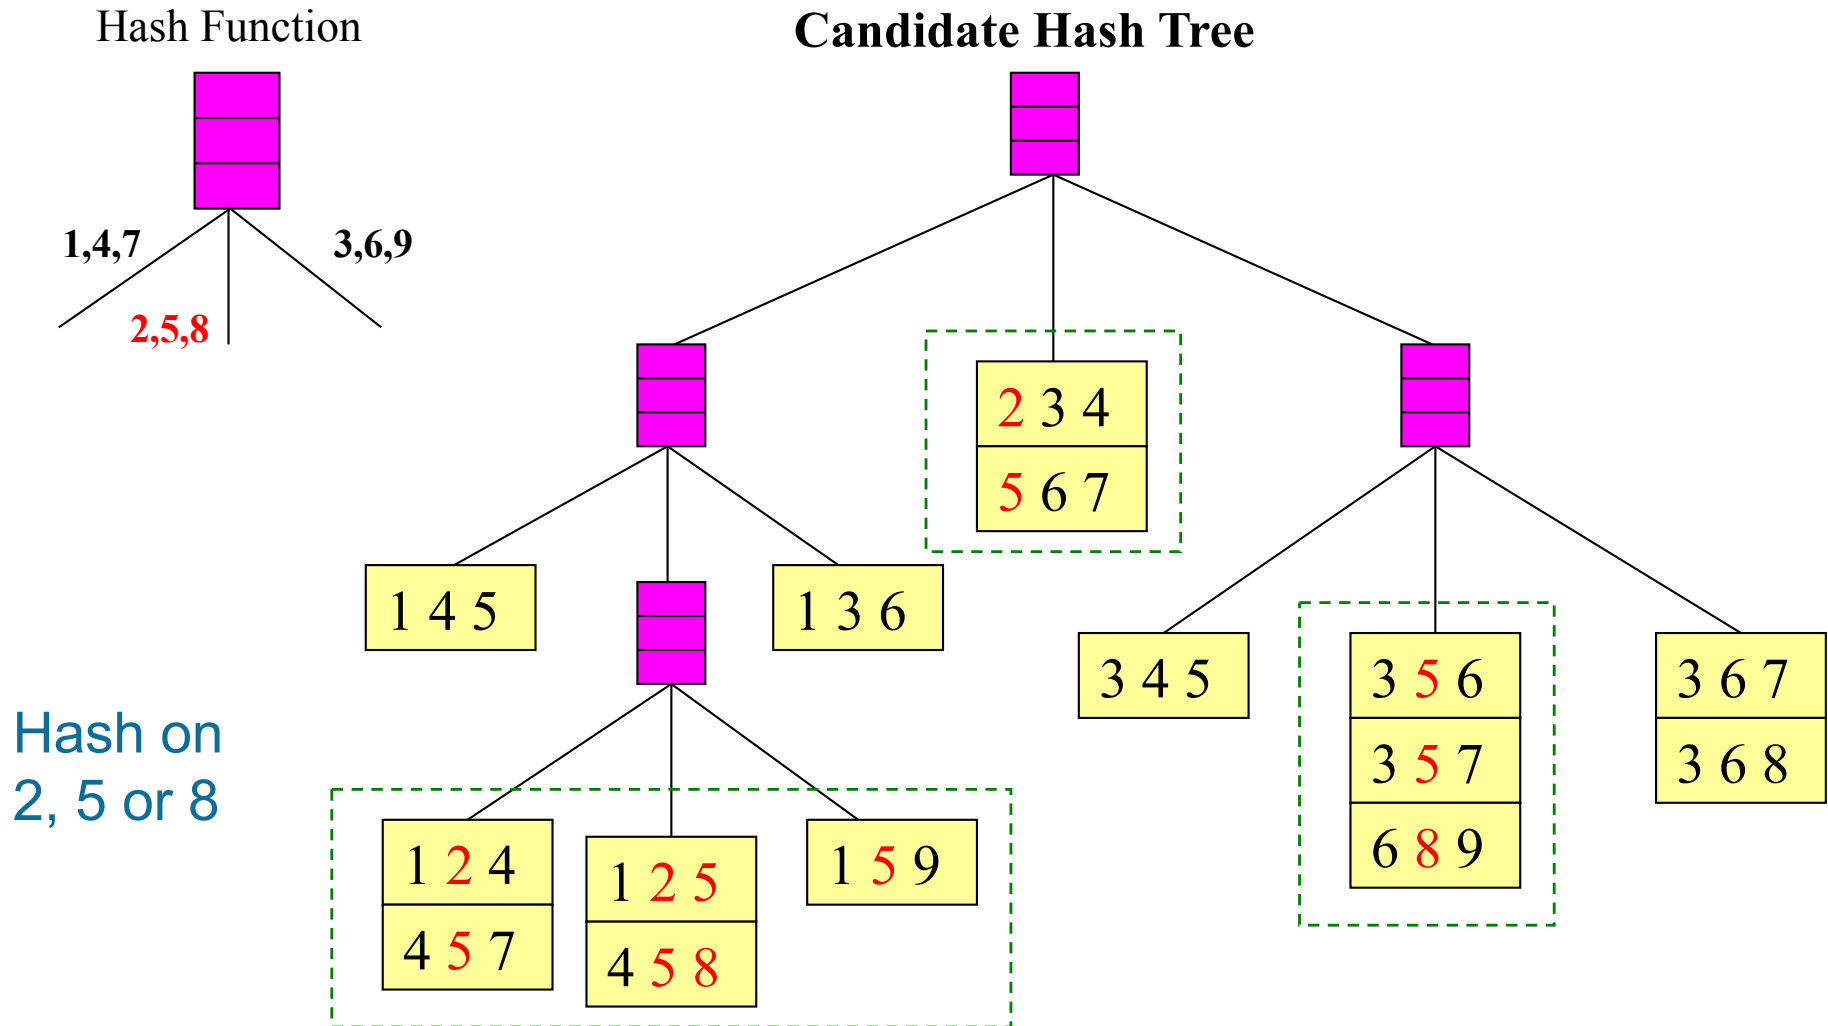 Hash Function
Candidate Hash Tree
1,4,7
3,6,9
2,5,8
2 3 4
5 6 7
1 4 5
1 3 6
3 4 5
3 5 6
3 5 7
6 8 9
3 6 7
3 6 8
Hash on
2, 5 or 8
1 2 4
4 5 7
1 2 5
4 5 8
1 5 9